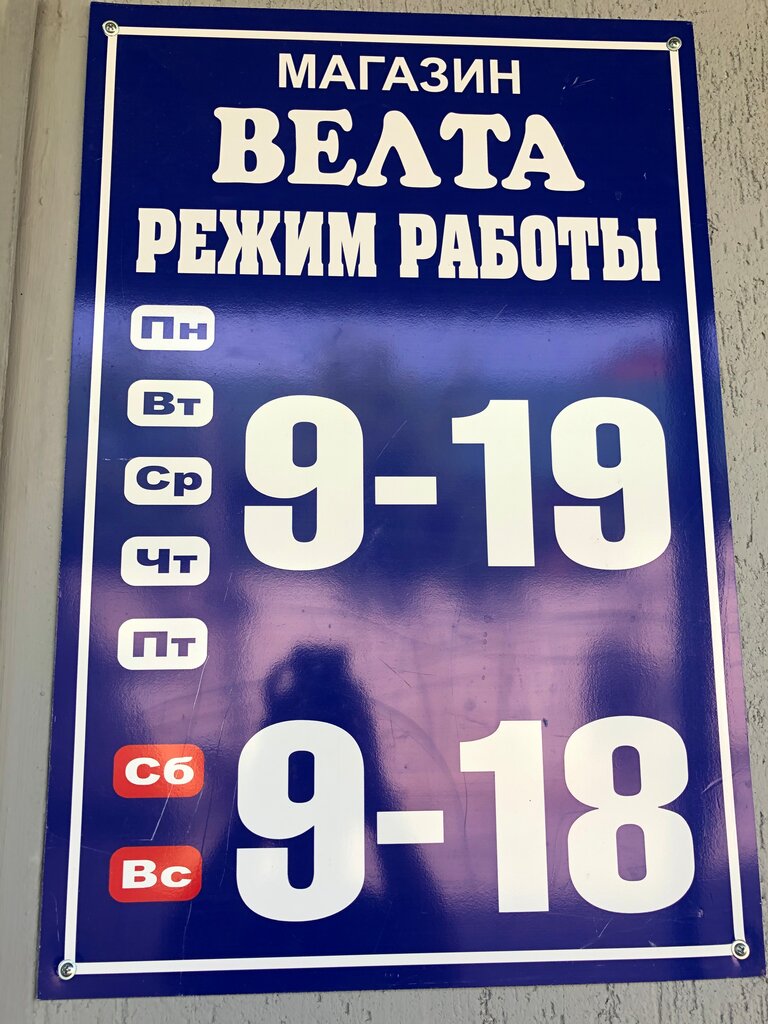 МАГАЗИН
ВЕЛТА
РЕЖИМ РАБОТЫ
Пн
Вт
Ср
Чт
Пт
9-19
Сб
Вс
9-18